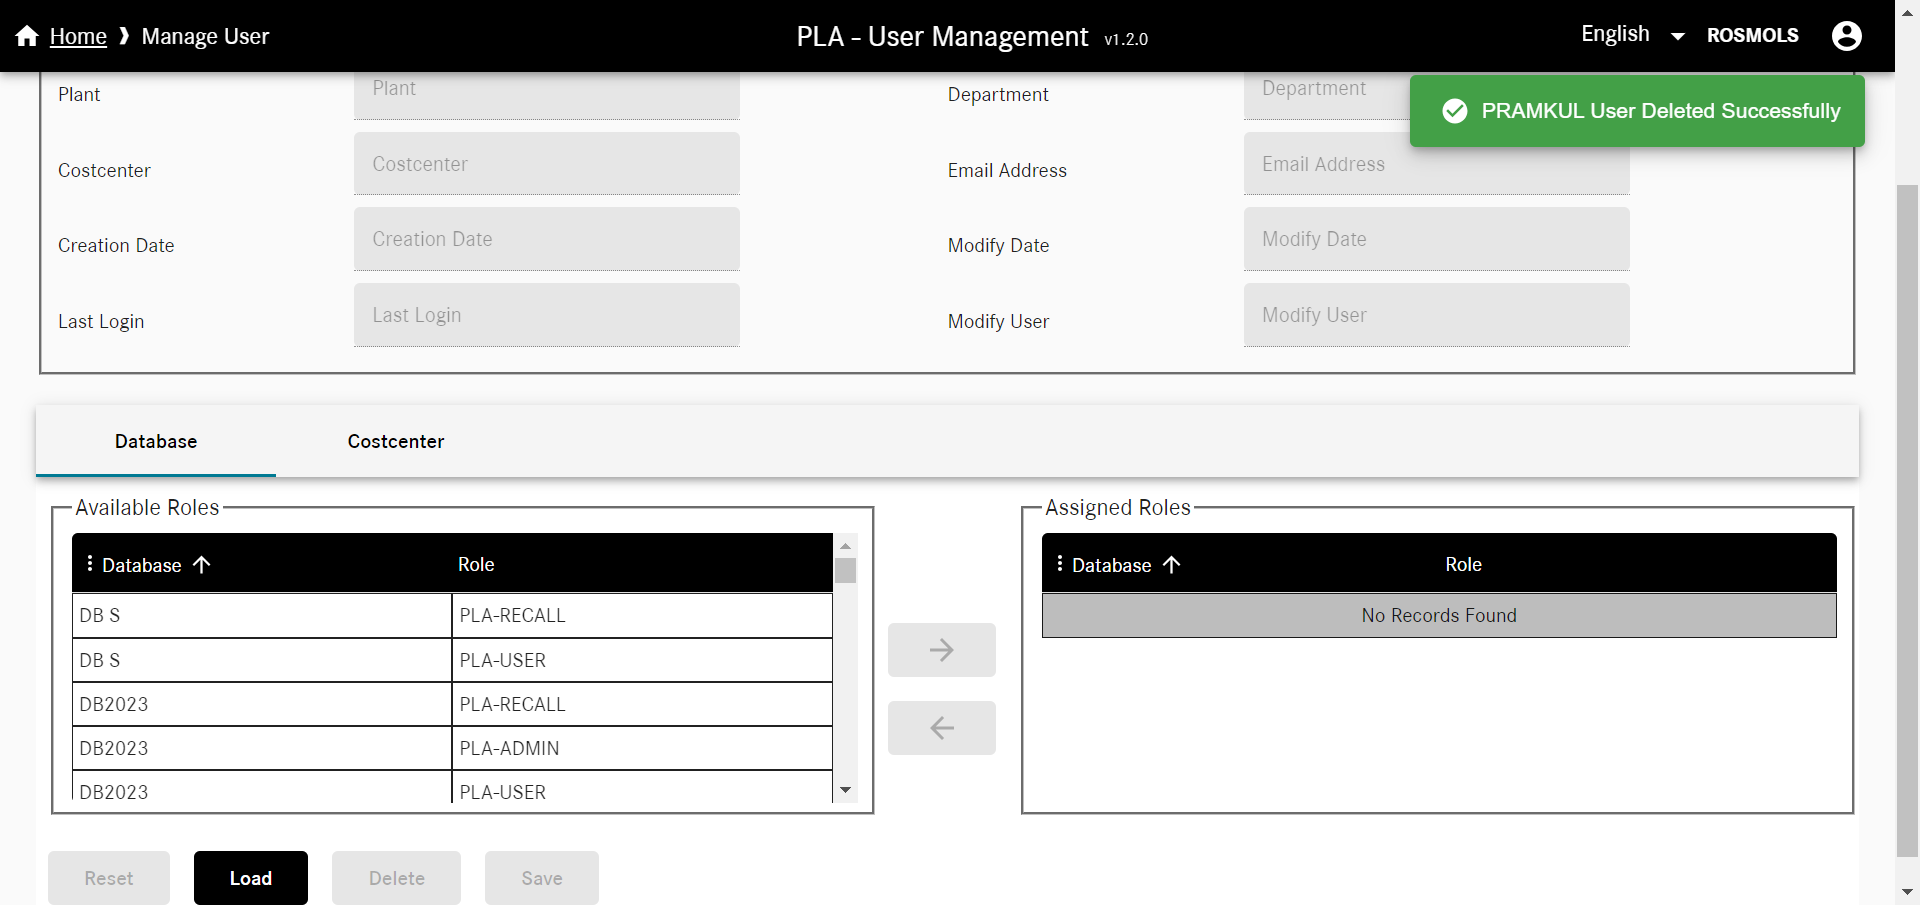 Home ❱ Manage User
PLA - User Management v1.2.0
English
ROSMOLS
PRAMKUL User Deleted Successfully
Plant
Plant
Department
Department
Costcenter
Costcenter
Email Address
Email Address
Creation Date
Creation Date
Modify Date
Modify Date
Last Login
Last Login
Modify User
Modify User
Database
Costcenter
Available Roles
Database Role
DB S PLA-RECALL
DB S PLA-USER
DB2023 PLA-RECALL
DB2023 PLA-ADMIN
DB2023 PLA-USER
Assigned Roles
Database Role
No Records Found
Reset
Load
Delete
Save